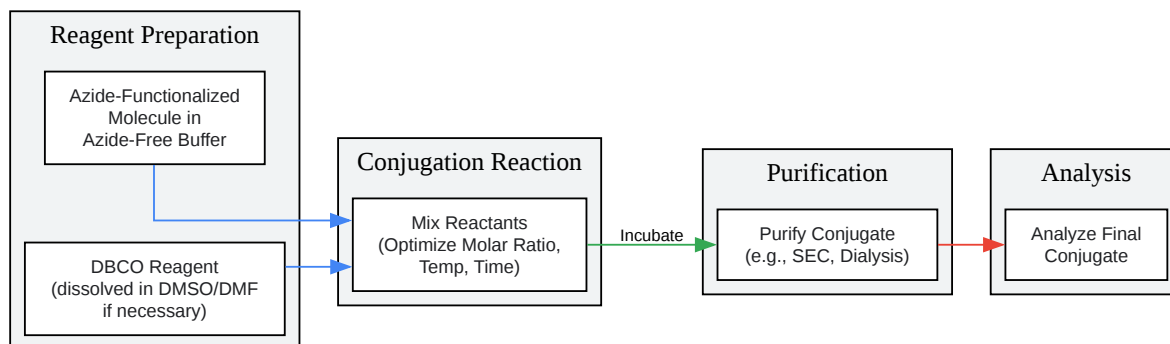 Reagent Preparation
Azide-Functionalized
Molecule in
Azide-Free Buffer
DBCO Reagent
(dissolved in DMSO/DMF
if necessary)
Conjugation Reaction
Mix Reactants
(Optimize Molar Ratio,
Temp, Time)
Incubate
Purification
Purify Conjugate
(e.g., SEC, Dialysis)
Analysis
Analyze Final
Conjugate